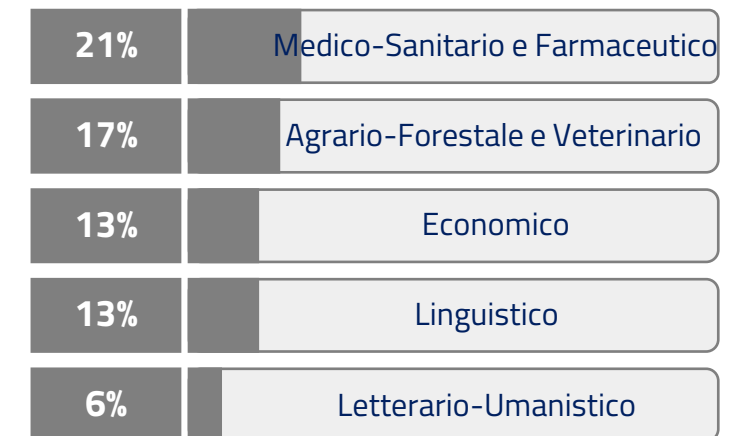 21% Medico-Sanitario e Farmaceutico
17% Agrario-Forestale e Veterinario
13% Economico
13% Linguistico
6% Letterario-Umanistico